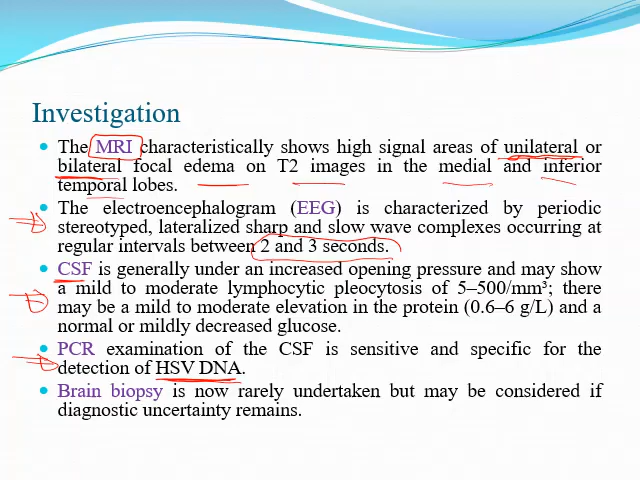 Investigation
The MRI characteristically shows high signal areas of unilateral or
bilateral focal edema on T2 images in the medial and inferior
temporal lobes.
The electroencephalogram (EEG) is characterized by periodic
stereotyped, lateralized sharp and slow wave complexes occurring at
regular intervals between 2 and 3 seconds.
CSF is generally under an increased opening pressure and may show
a mild to moderate lymphocytic pleocytosis of 5–500/mm³; there
may be a mild to moderate elevation in the protein (0.6–6 g/L) and a
normal or mildly decreased glucose.
PCR examination of the CSF is sensitive and specific for the
detection of HSV DNA.
Brain biopsy is now rarely undertaken but may be considered if
diagnostic uncertainty remains.